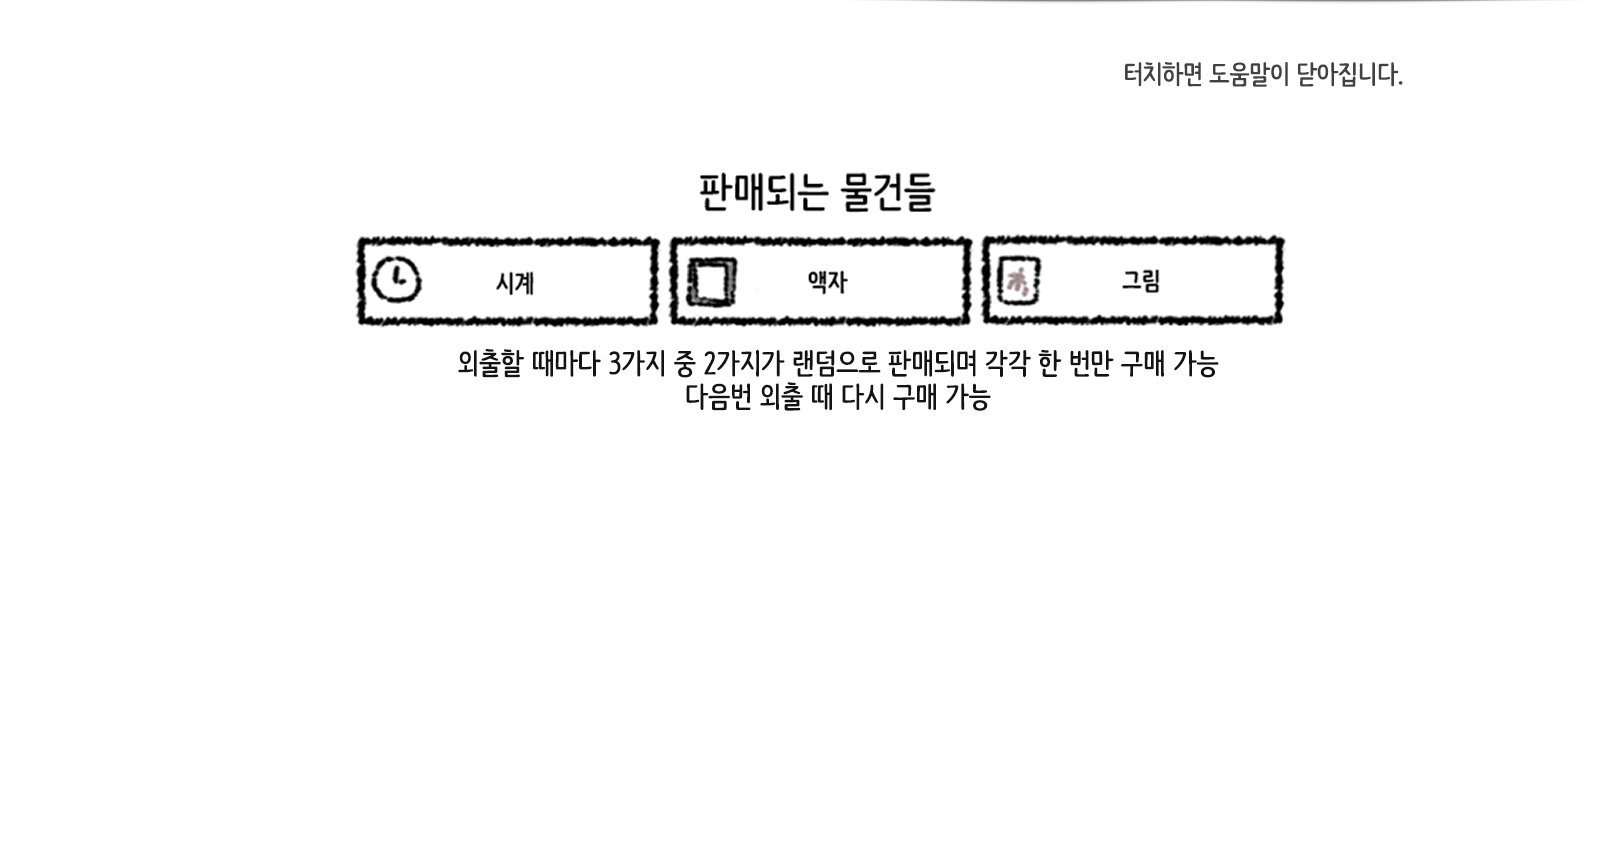 터치하면 도움말이 닫아집니다.
판매되는 물건들
시계
액자
그림
외출할 때마다 3가지 중 2가지가 랜덤으로 판매되며 각각 한 번만 구매 가능
다음번 외출 때 다시 구매 가능